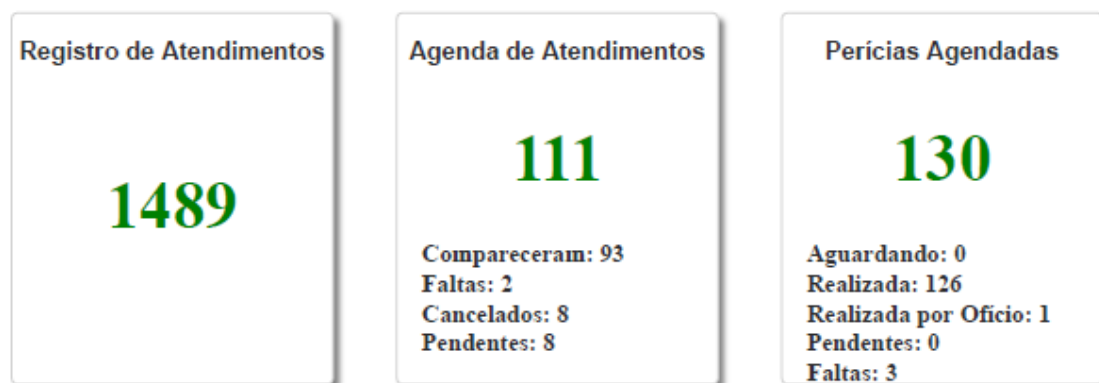 Registro de Atendimentos
1489
Agenda de Atendimentos
111
Compareceram: 93
Faltas: 2
Cancelados: 8
Pendentes: 8
Perícias Agendadas
130
Aguardando: 0
Realizada: 126
Realizada por Ofício: 1
Pendentes: 0
Faltas: 3